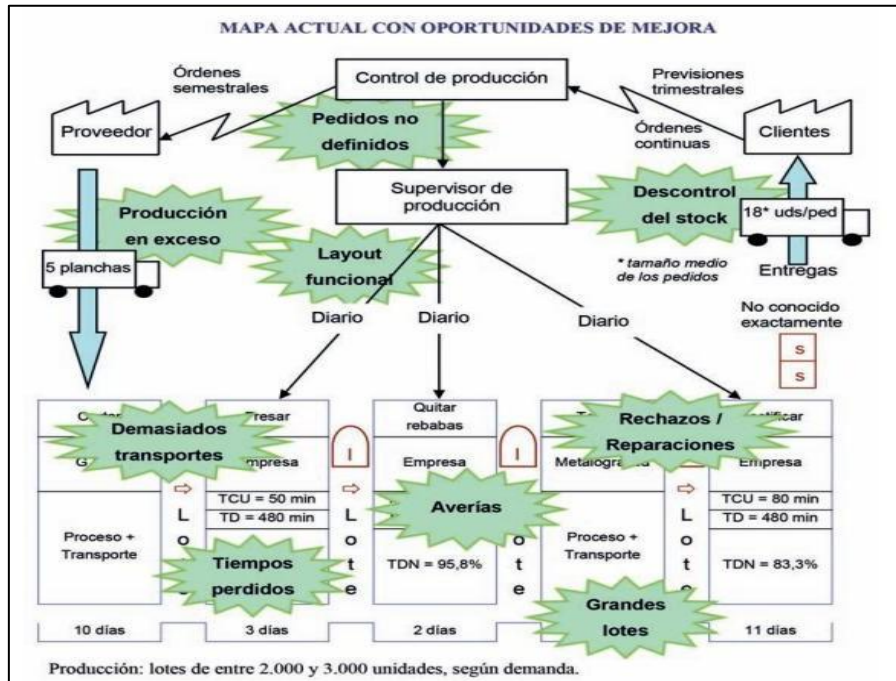 MAPA ACTUAL CON OPORTUNIDADES DE MEJORA
Órdenes
semestrales
Control de producción
Previsiones
trimestrales
Proveedor
Pedidos no
definidos
Órdenes
continuas
Clientes
Supervisor de
producción
Producción
en exceso
Descontrol
del stock
18* uds/ped
5 planchas
Layout
funcional
* tamaño medio
de los pedidos
Entregas
Diario
Diario
Diario
No conocido
exactamente
s
s
Demasiados
transportes
Quitar
rebabas
Rechazos /
Reparaciones
I
I
Empresa
Empresa
Averías
TCU = 50 min
TD = 480 min
TCU = 80 min
TD = 480 min
Proceso +
Transporte
Lo
Lote
ote
Proceso +
Transporte
Lote
Tiempos
perdidos
TDN = 95,8%
TDN = 83,3%
Grandes
lotes
10 días
3 días
2 días
11 días
Producción: lotes de entre 2.000 y 3.000 unidades, según demanda.